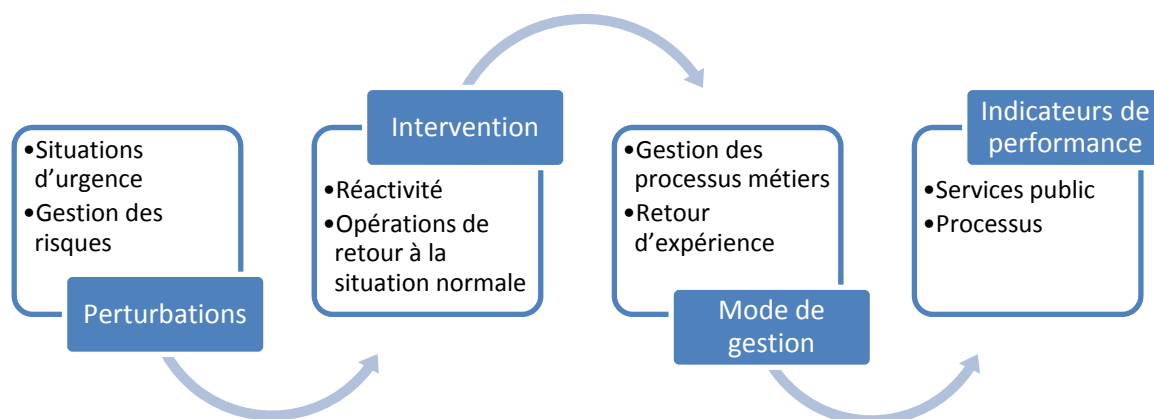 •Situations
d’urgence
•Gestion des
risques
Perturbations
Intervention
•Réactivité
•Opérations de
retour à la
situation normale
•Gestion des
processus métiers
•Retour
d’expérience
Mode de
gestion
Indicateurs de
performance
•Services public
•Processus